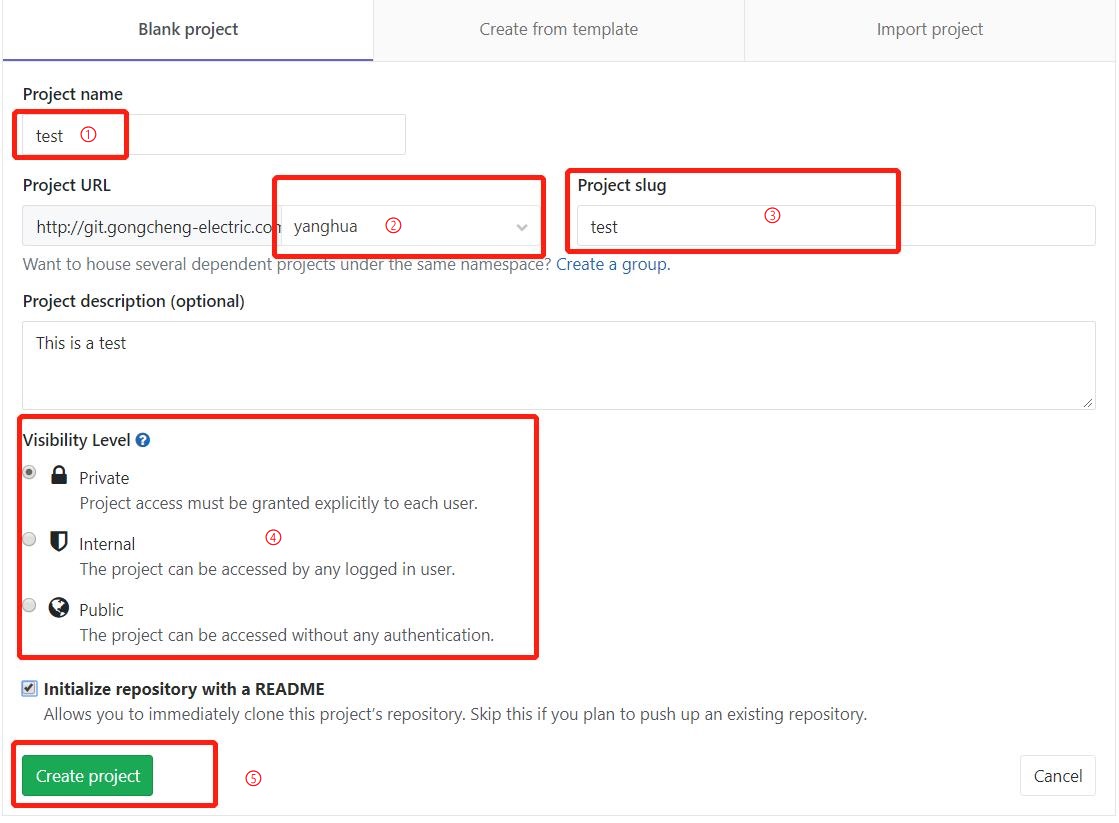 Blank project
Create from template
Import project
Project name
test ①
Project URL
Project slug
http://git.gongcheng-electric.com
yanghua ②
test ③
Want to house several dependent projects under the same namespace? Create a group.
Project description (optional)
This is a test
Visibility Level
Private
Project access must be granted explicitly to each user.
Internal ④
The project can be accessed by any logged in user.
Public
The project can be accessed without any authentication.
Initialize repository with a README
Allows you to immediately clone this project's repository. Skip this if you plan to push up an existing repository.
Create project ⑤
Cancel